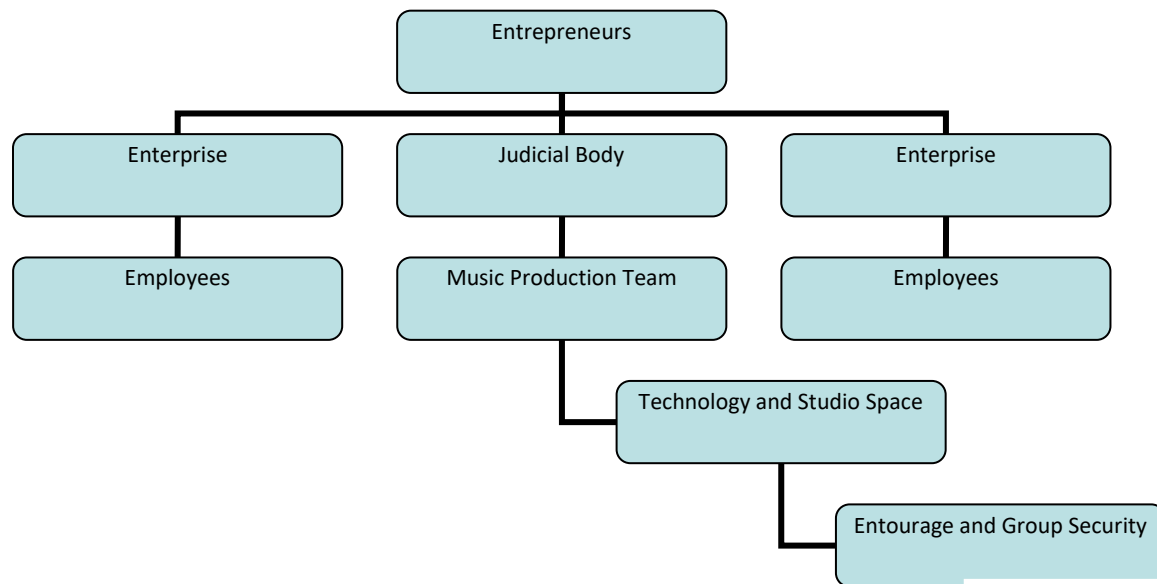 Entrepreneurs
Enterprise
Judicial Body
Enterprise
Employees
Music Production Team
Employees
Technology and Studio Space
Entourage and Group Security